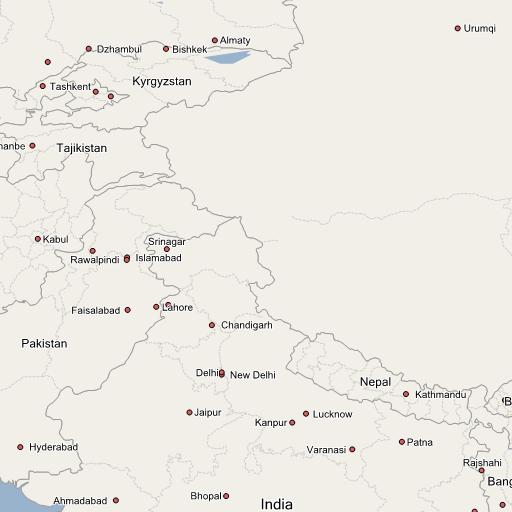 Urumqi
Almaty
Dzhambul
Bishkek
Kyrgyzstan
Tashkent
Tajikistan
Kabul
Srinagar
Rawalpindi
Islamabad
Faisalabad
Lahore
Chandigarh
Pakistan
Delhi
New Delhi
Nepal
Kathmandu
B
Jaipur
Lucknow
Kanpur
Patna
Hyderabad
Varanasi
Rajshahi
Bang
Ahmadabad
Bhopal
India